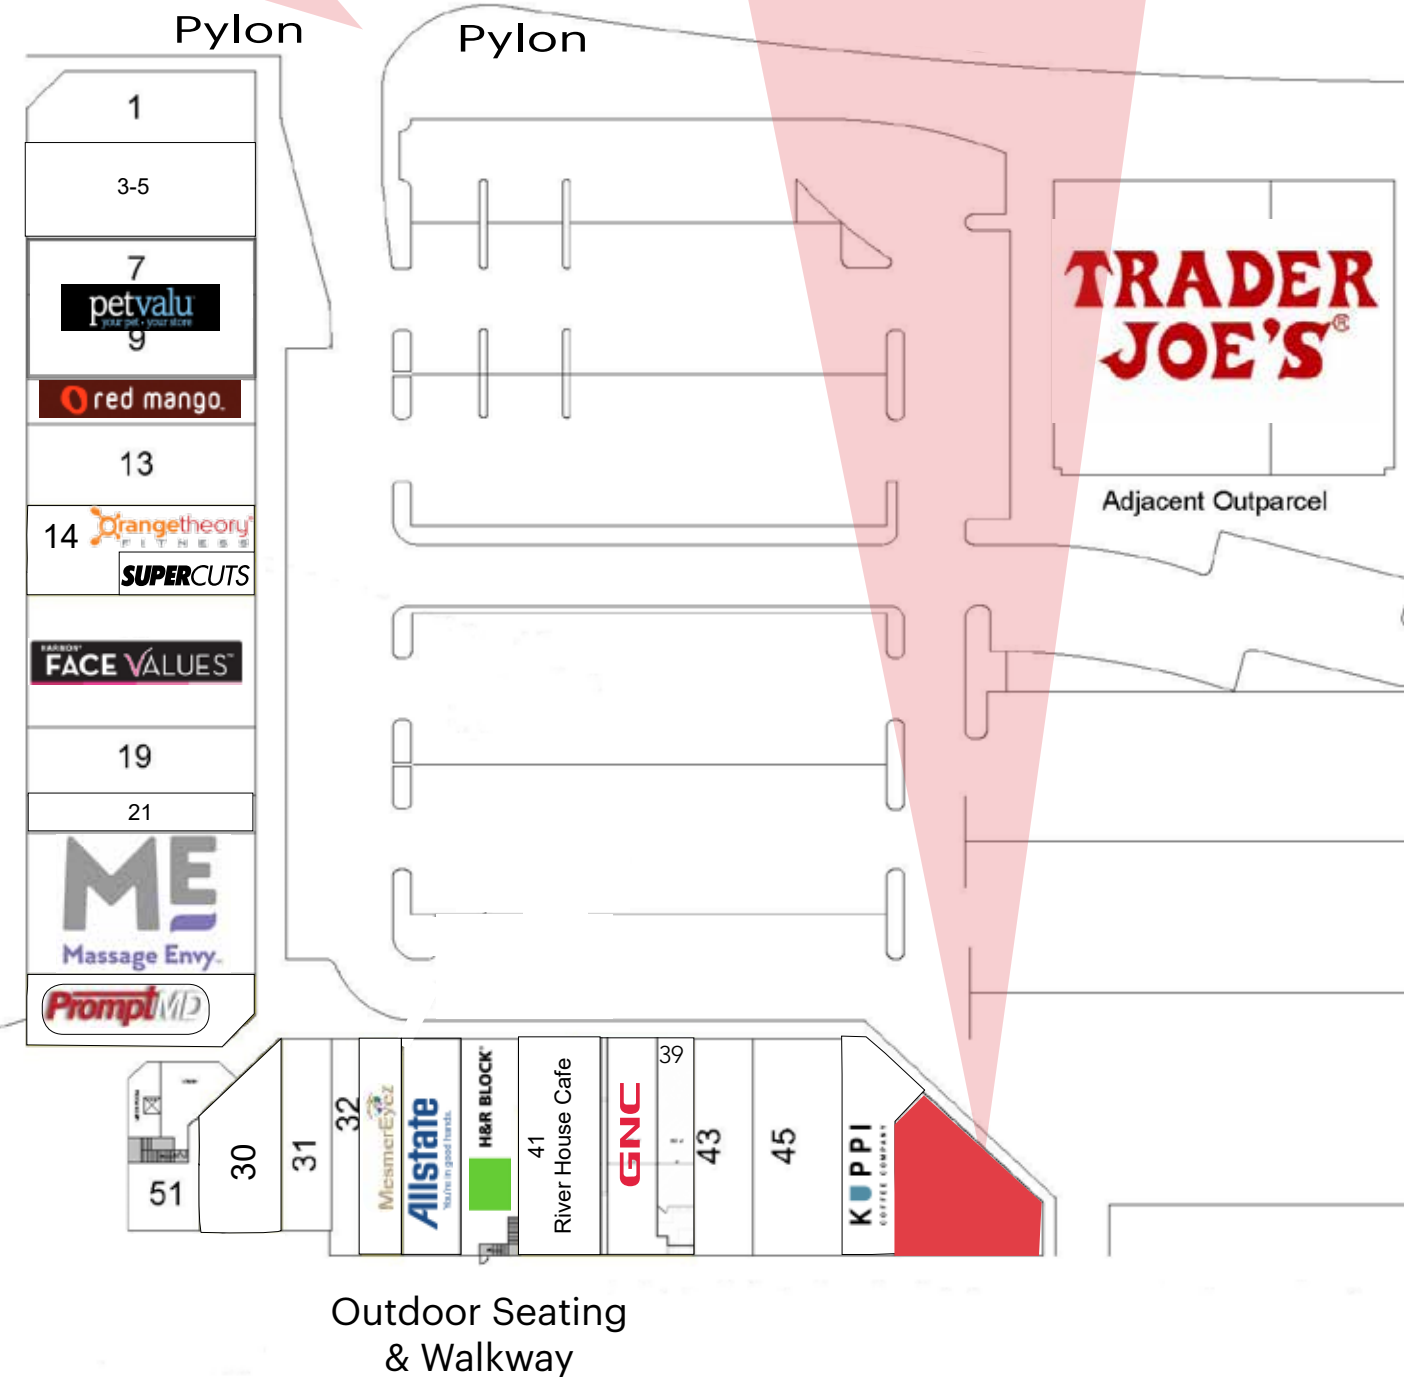 Pylon
Pylon
1
3-5
7
petvalu
your pet • your store
9
red mango
13
14
Orangetheory
FITNESS
SUPERCUTS
HARMON
FACE VALUES™
19
21
ME
Massage Envy
PromptMD
TRADER
JOE'S®
Adjacent Outparcel
51
30
31
32
MesmerEyez
Allstate
You're in good hands.
H&R BLOCK
41
River House Cafe
GNC
39
43
45
KUPPI
COFFEE COMPANY
Outdoor Seating
& Walkway